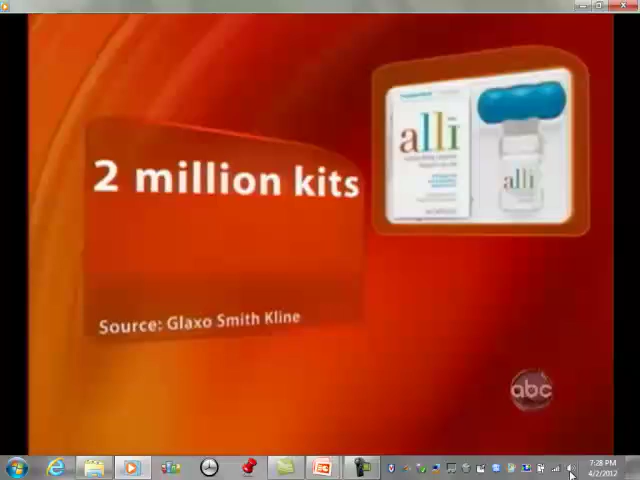 alli
2 million kits
alli
Source: Glaxo Smith Kline
abc
7:28 PM
4/2/2012